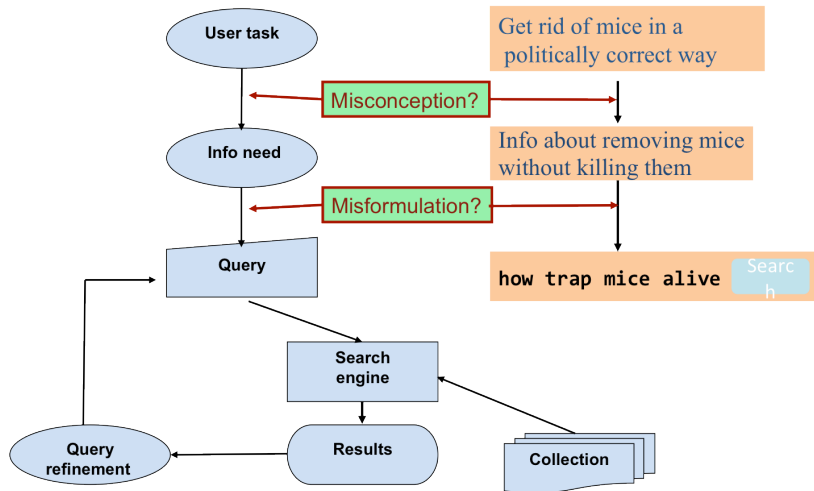 User task
Get rid of mice in a
politically correct way
Misconception?
Info need
Info about removing mice
without killing them
Misformulation?
Query
how trap mice alive
Searc
h
Search
engine
Query
refinement
Results
Collection